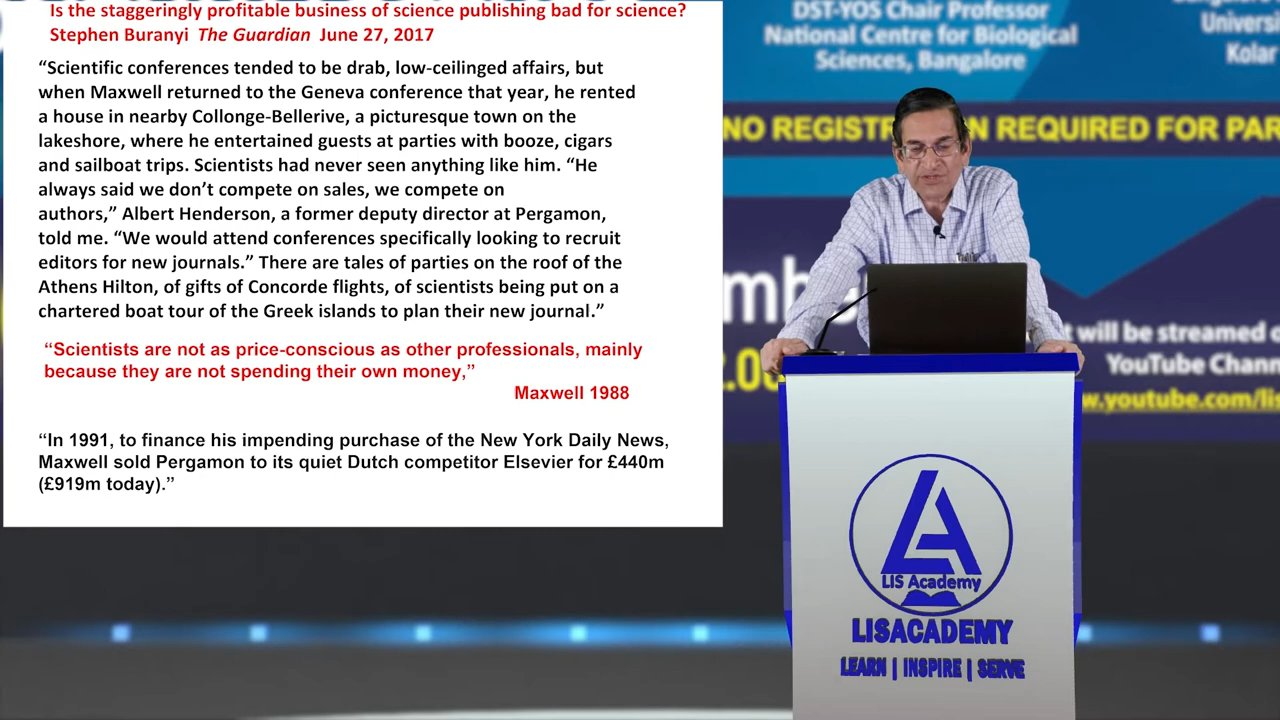 Is the staggeringly profitable business of science publishing bad for science?
Stephen Buranyi The Guardian June 27, 2017
“Scientific conferences tended to be drab, low-ceilinged affairs, but
when Maxwell returned to the Geneva conference that year, he rented
a house in nearby Collonge-Bellerive, a picturesque town on the
lakeshore, where he entertained guests at parties with booze, cigars
and sailboat trips. Scientists had never seen anything like him. “He
always said we don’t compete on sales, we compete on
authors,” Albert Henderson, a former deputy director at Pergamon,
told me. “We would attend conferences specifically looking to recruit
editors for new journals.” There are tales of parties on the roof of the
Athens Hilton, of gifts of Concorde flights, of scientists being put on a
chartered boat tour of the Greek islands to plan their new journal.”
“Scientists are not as price-conscious as other professionals, mainly
because they are not spending their own money,”
Maxwell 1988
“In 1991, to finance his impending purchase of the New York Daily News,
Maxwell sold Pergamon to its quiet Dutch competitor Elsevier for £440m
(£919m today).”
DST-YOS Chair Professor
National Centre for Biological
Sciences, Bangalore
Universi
Kolar
NO REGISTR N REQUIRED FOR PAR
mb
t will be streamed o
YouTube Chann
w.youtube.com/lis
LIS Academy
LISACADEMY
LEARN | INSPIRE | SERVE